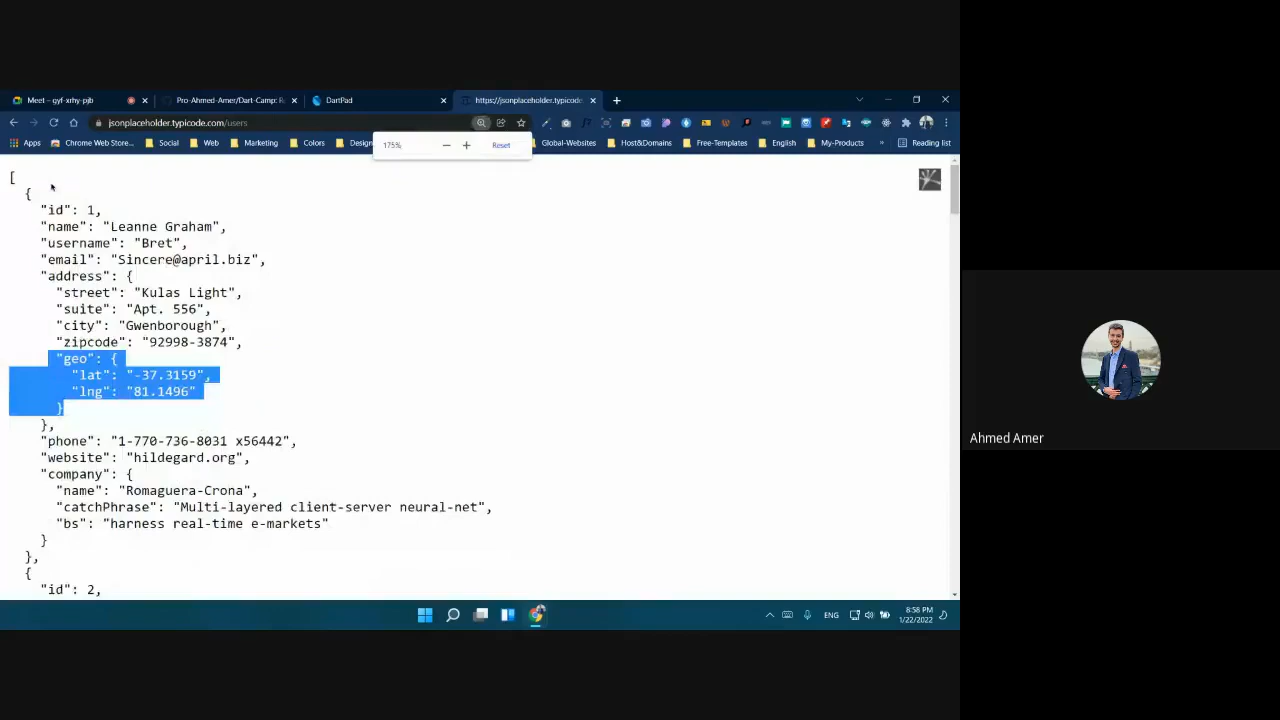 Meet – gyf-xrhy-pjb
Pro-Ahmed-Amer/Dart-Camp: R
DartPad
https://jsonplaceholder.typicode
jsonplaceholder.typicode.com/users
Apps
Chrome Web Store...
Social
Web
Marketing
Colors
Design
Global-Websites
Host&Domains
Free-Templates
English
My-Products
»
Reading list
175%
Reset
[
{
"id": 1,
"name": "Leanne Graham",
"username": "Bret",
"email": "Sincere@april.biz",
"address": {
"street": "Kulas Light",
"suite": "Apt. 556",
"city": "Gwenborough",
"zipcode": "92998-3874",
"geo": {
"lat": "-37.3159",
"lng": "81.1496"
}
},
"phone": "1-770-736-8031 x56442",
"website": "hildegard.org",
"company": {
"name": "Romaguera-Crona",
"catchPhrase": "Multi-layered client-server neural-net",
"bs": "harness real-time e-markets"
}
},
{
"id": 2,
Ahmed Amer
ENG
8:58 PM
1/22/2022